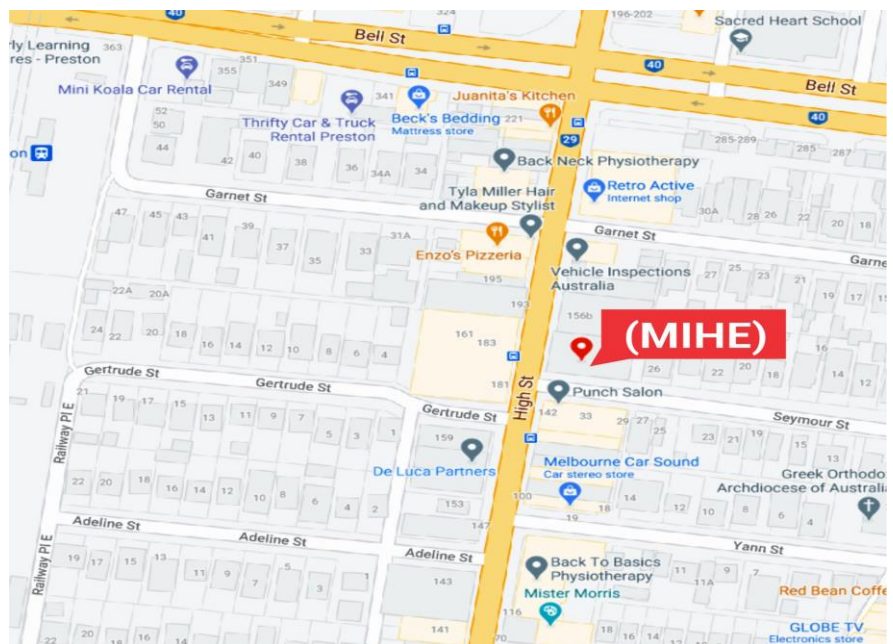 40
324
196-202
Sacred Heart School
Bell St
rly Learning
res - Preston
363
351
355
349
Mini Koala Car Rental
40
Bell St
341
Juanita's Kitchen
221
Thrifty Car & Truck
Rental Preston
Beck's Bedding
Mattress store
40
52
50
29
285-289
285
287
on
44
42
40
38
36
34A
34
Back Neck Physiotherapy
Garnet St
Tyla Miller Hair
and Makeup Stylist
Retro Active
Internet shop
30A
28
26
22
20
18
47
45
43
41
39
37
35
33
31A
Enzo's Pizzeria
Garnet St
Garne
195
Vehicle Inspections
Australia
27
25
23
21
19
17
15
22A
20A
193
156b
(MIHE)
24
22
20
18
16
14
12
10
8
6
4
161
183
26
22
20
18
14
12
Gertrude St
Gertrude St
181
High St
Punch Salon
21
19
17
15
13
11
9
7
5
3
1
Gertrude St
142
33
29
27
25
Seymour St
23
21
19
15
13
Railway Pl E
159
De Luca Partners
Melbourne Car Sound
Car stereo store
Greek Orthodo
Archdiocese of Australi
22
20
18
16
14
12
10
8
6
4
2
153
100
18
14
12
10
8
6
4
147
19
Adeline St
Adeline St
Adeline St
Yann St
Railway Pl E
19
17
15
13
11
9
7
5
3
1
143
Back To Basics
Physiotherapy
11
11A
9
7
Red Bean Coffe
Mister Morris
116
22
20
18
16
14
12
10
8
6
4
141
110
18
16
14
10
GLOBE TV
Electronics store